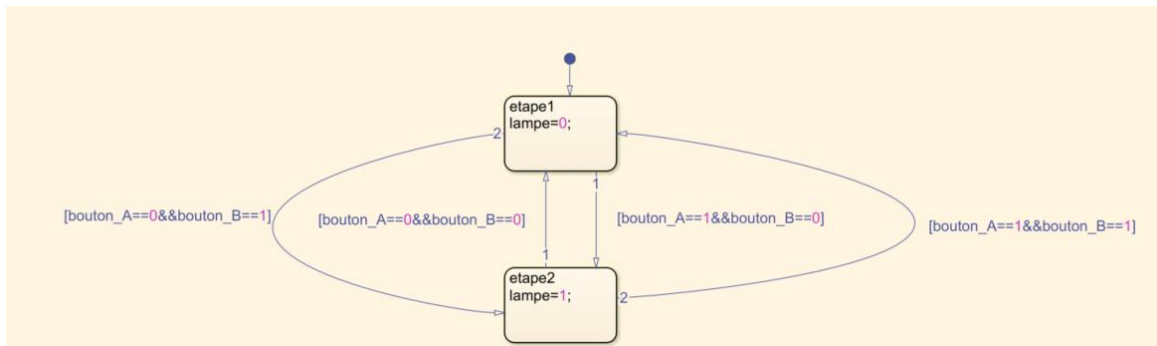 etape1
lampe=0;
2
1
[bouton_A==0&&bouton_B==1]
[bouton_A==0&&bouton_B==0]
[bouton_A==1&&bouton_B==0]
[bouton_A==1&&bouton_B==1]
1
etape2
lampe=1;
2